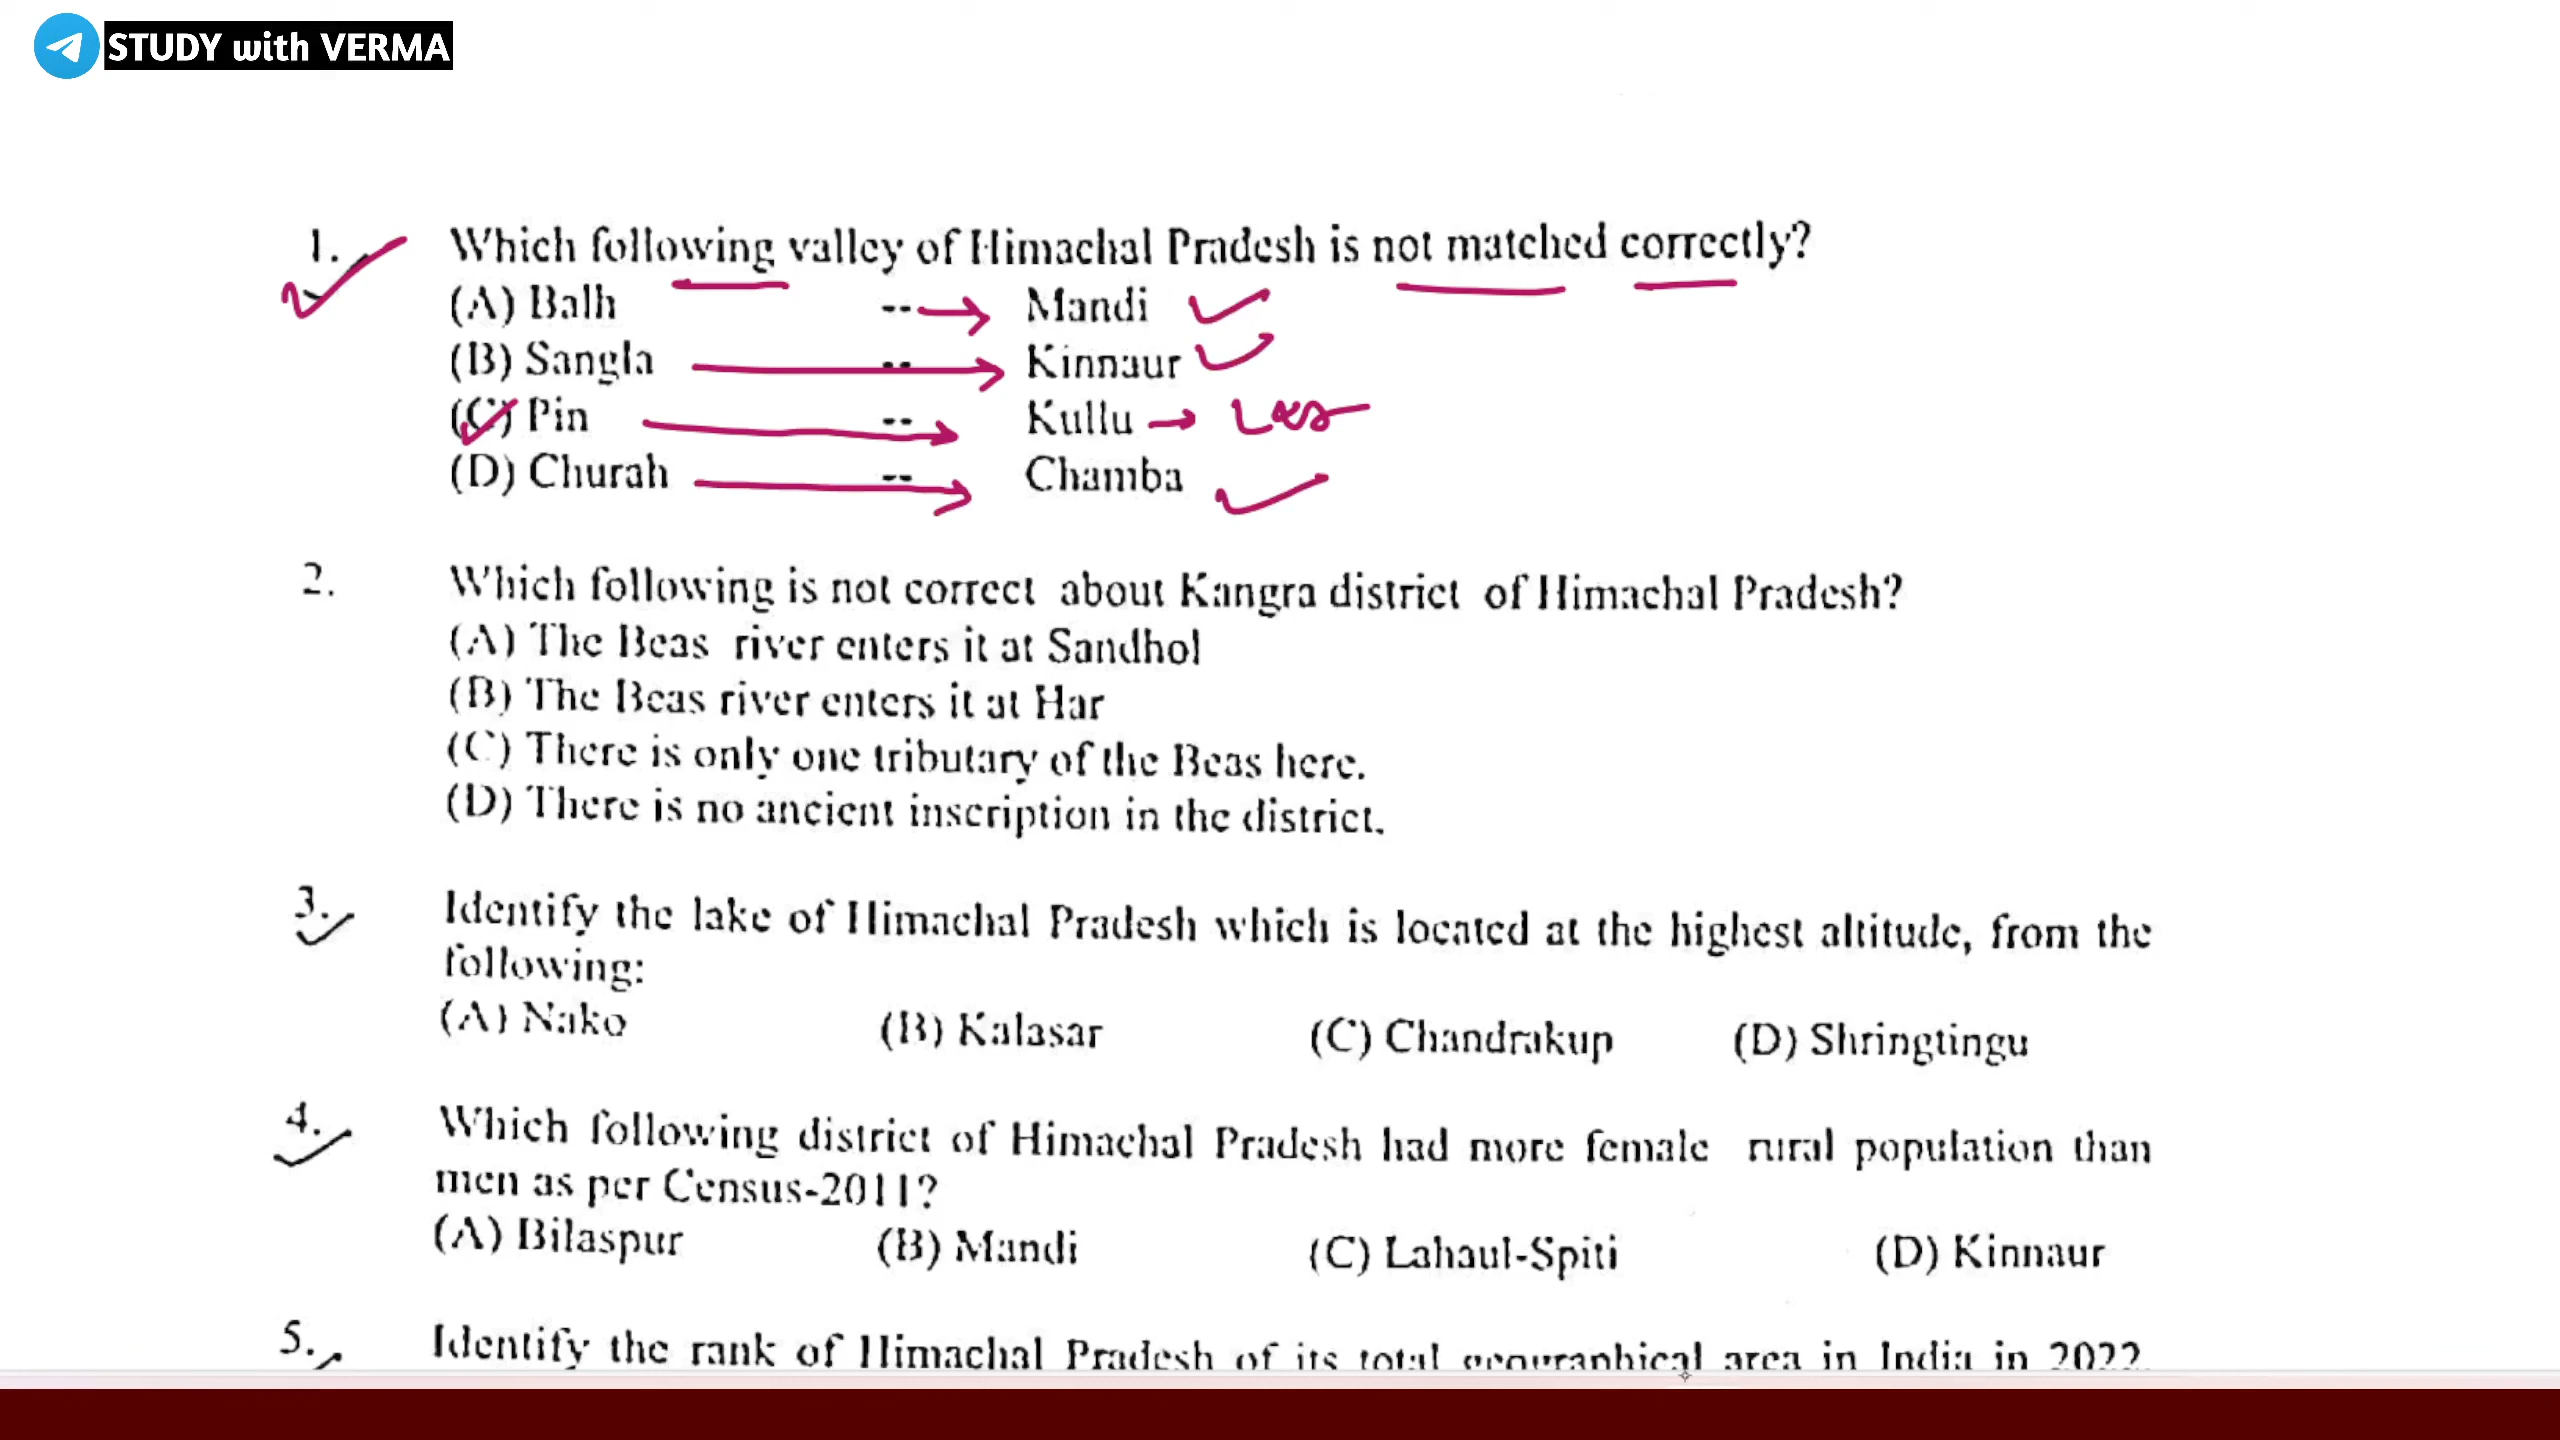 STUDY with VERMA
1. Which following valley of Himachal Pradesh is not matched correctly?
(A) Balh -- Mandi
(B) Sangla -- Kinnaur
(C) Pin -- Kullu
(D) Churah -- Chamba
2. Which following is not correct about Kangra district of Himachal Pradesh?
(A) The Beas river enters it at Sandhol
(B) The Beas river enters it at Har
(C) There is only one tributary of the Beas here.
(D) There is no ancient inscription in the district.
3. Identify the lake of Himachal Pradesh which is located at the highest altitude, from the
following:
(A) Nako (B) Kalasar (C) Chandrakup (D) Shringtingu
4. Which following district of Himachal Pradesh had more female rural population than
men as per Census-2011?
(A) Bilaspur (B) Mandi (C) Lahaul-Spiti (D) Kinnaur
5. Identify the rank of Himachal Pradesh of its total geographical area in India in 2022.